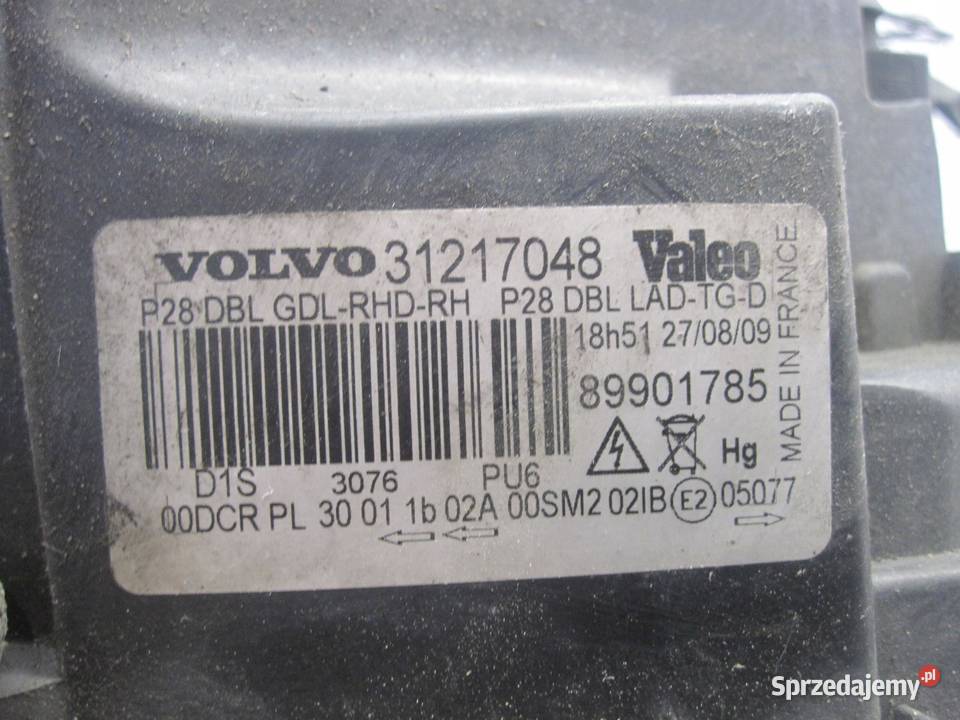 VOLVO 31217048 Valeo
P28 DBL GDL-RHD-RH P28 DBL LAD-TG-D
18h51 27/08/09
89901785
MADE IN FRANCE
Hg
D1S 3076 PU6
00DCR PL 30 01 1b 02A 00SM2 02IB E2 05077
Sprzedajemy.pl